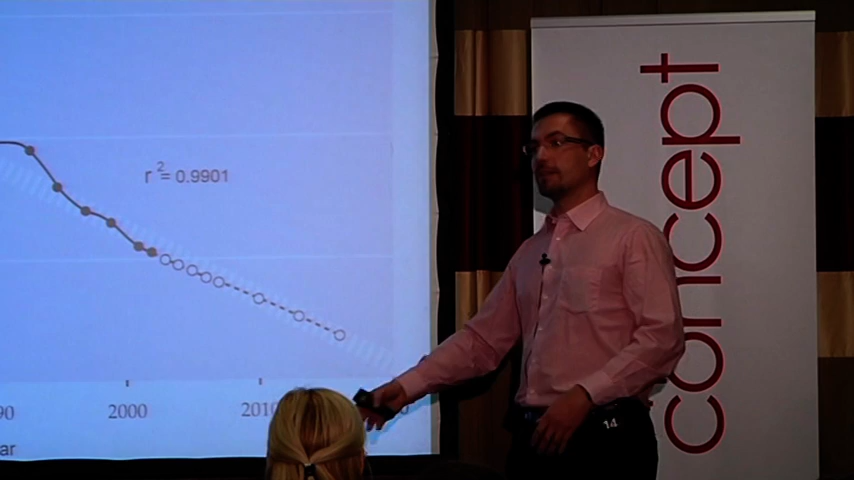 r² = 0.9901
90
2000
2010
ar
concept
14